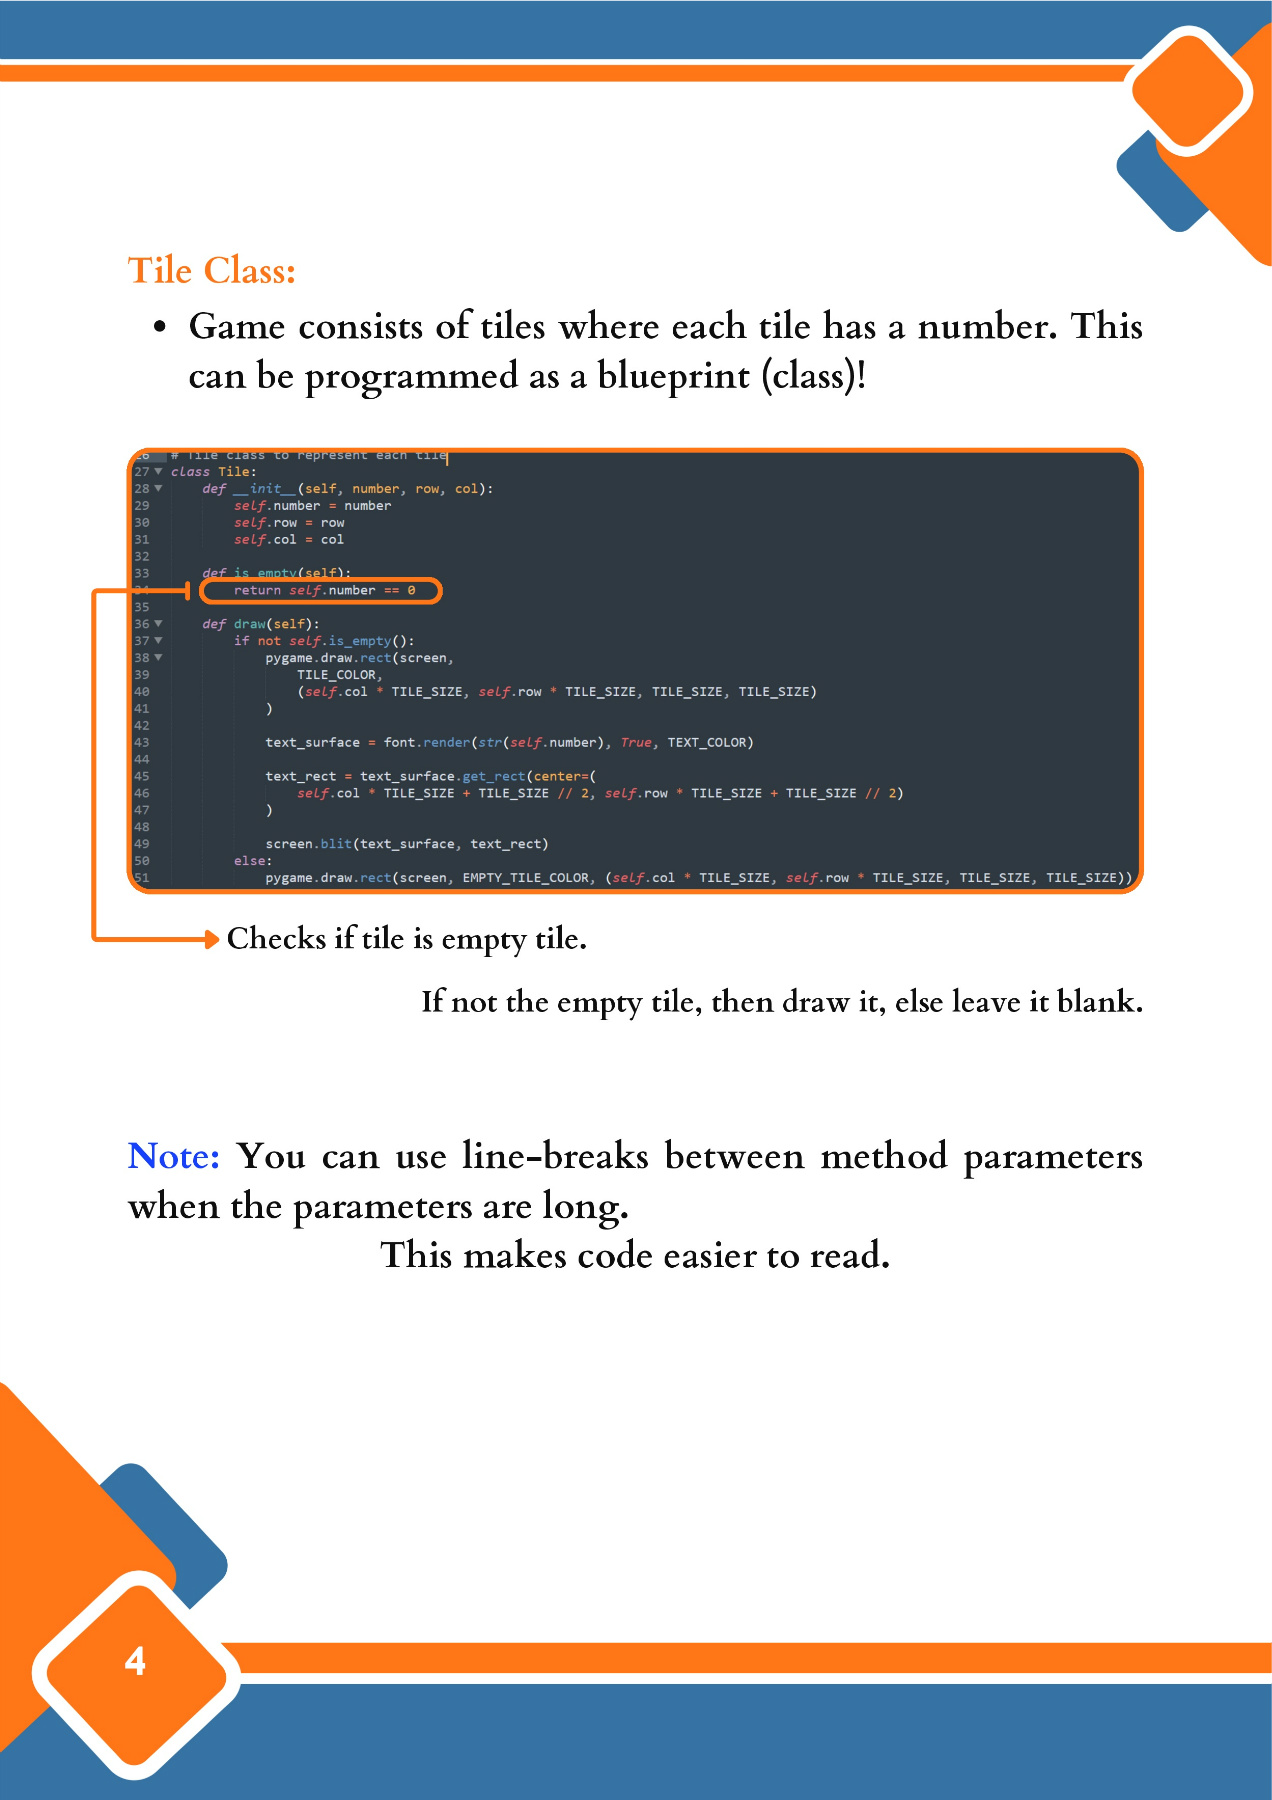 Tile Class:
• Game consists of tiles where each tile has a number. This
can be programmed as a blueprint (class)!
26 # Tile class to represent each tile
27 class Tile:
28 def __init__(self, number, row, col):
29 self.number = number
30 self.row = row
31 self.col = col
32
33 def is_empty(self):
34 return self.number == 0
35
36 def draw(self):
37 if not self.is_empty():
38 pygame.draw.rect(screen,
39 TILE_COLOR,
40 (self.col * TILE_SIZE, self.row * TILE_SIZE, TILE_SIZE, TILE_SIZE)
41 )
42
43 text_surface = font.render(str(self.number), True, TEXT_COLOR)
44
45 text_rect = text_surface.get_rect(center=(
46 self.col * TILE_SIZE + TILE_SIZE // 2, self.row * TILE_SIZE + TILE_SIZE // 2)
47 )
48
49 screen.blit(text_surface, text_rect)
50 else:
51 pygame.draw.rect(screen, EMPTY_TILE_COLOR, (self.col * TILE_SIZE, self.row * TILE_SIZE, TILE_SIZE, TILE_SIZE))
Checks if tile is empty tile.
If not the empty tile, then draw it, else leave it blank.
Note: You can use line-breaks between method parameters
when the parameters are long.
This makes code easier to read.
4